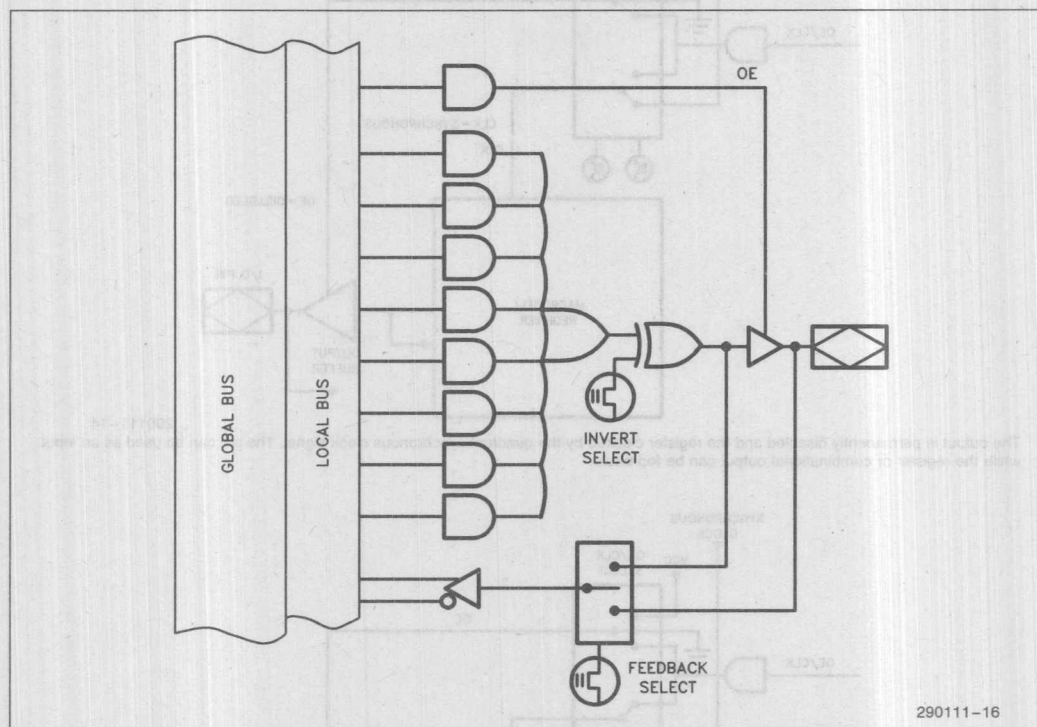 OE
GLOBAL BUS
LOCAL BUS
INVERT
SELECT
FEEDBACK
SELECT
290111-16